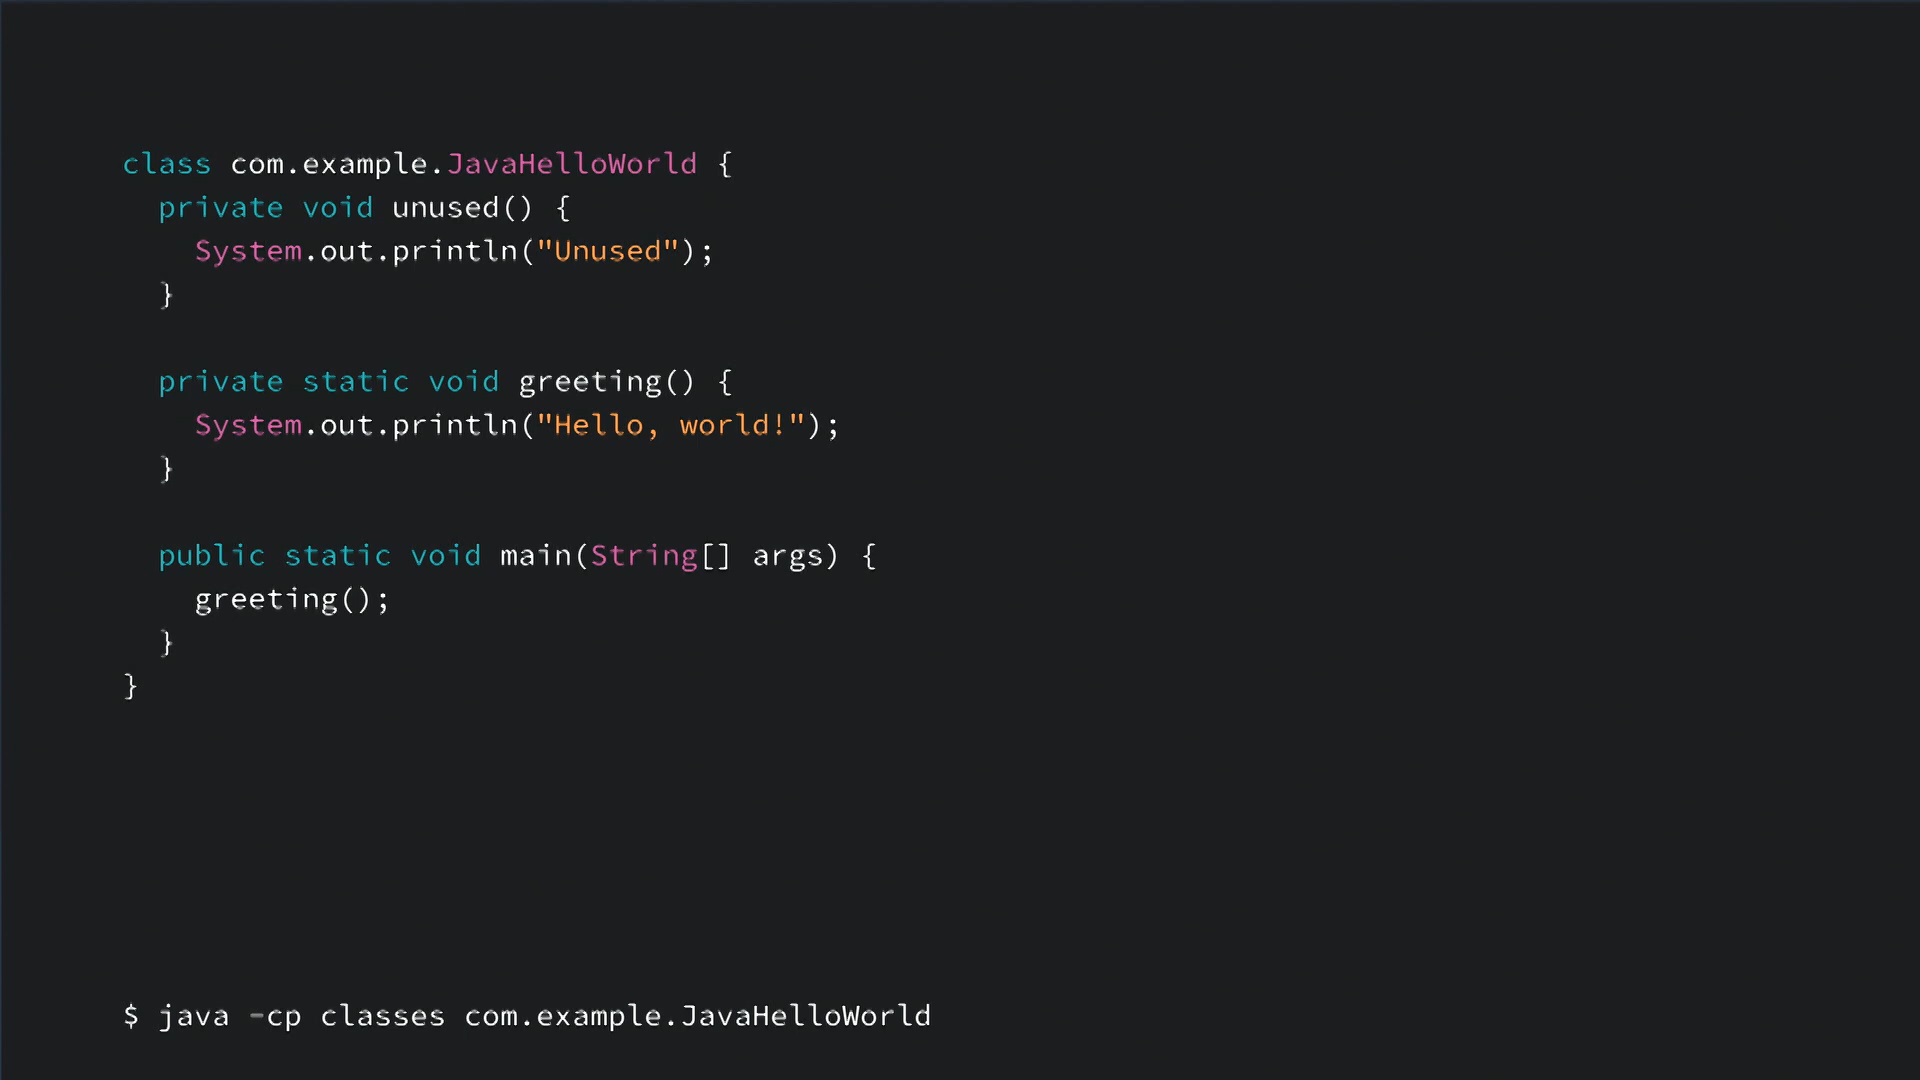 class com.example.JavaHelloWorld {
  private void unused() {
    System.out.println("Unused");
  }

  private static void greeting() {
    System.out.println("Hello, world!");
  }

  public static void main(String[] args) {
    greeting();
  }
}

$ java -cp classes com.example.JavaHelloWorld